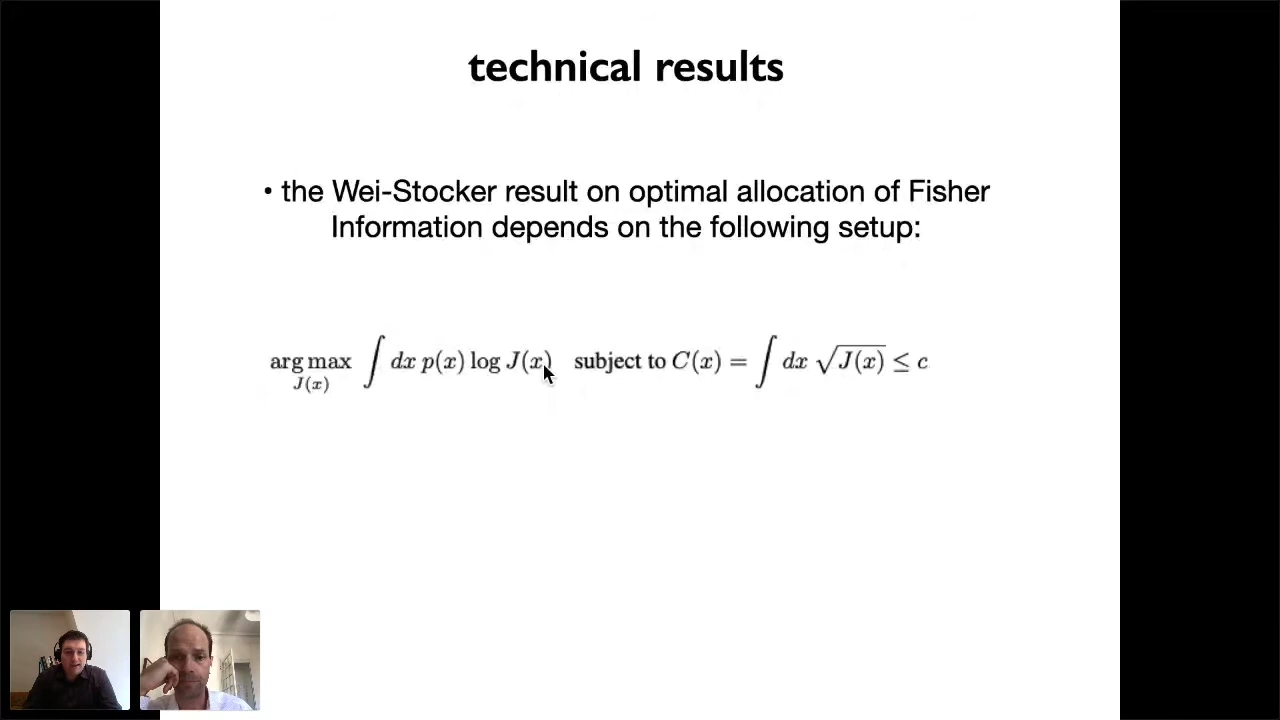 technical results
• the Wei-Stocker result on optimal allocation of Fisher
Information depends on the following setup:
arg max ∫ dx p(x) log J(x) subject to C(x) = ∫ dx √J(x) ≤ c
J(x)